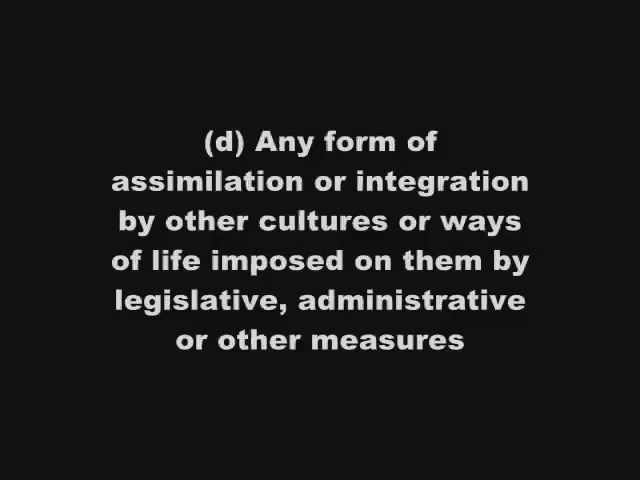 (d) Any form of
assimilation or integration
by other cultures or ways
of life imposed on them by
legislative, administrative
or other measures